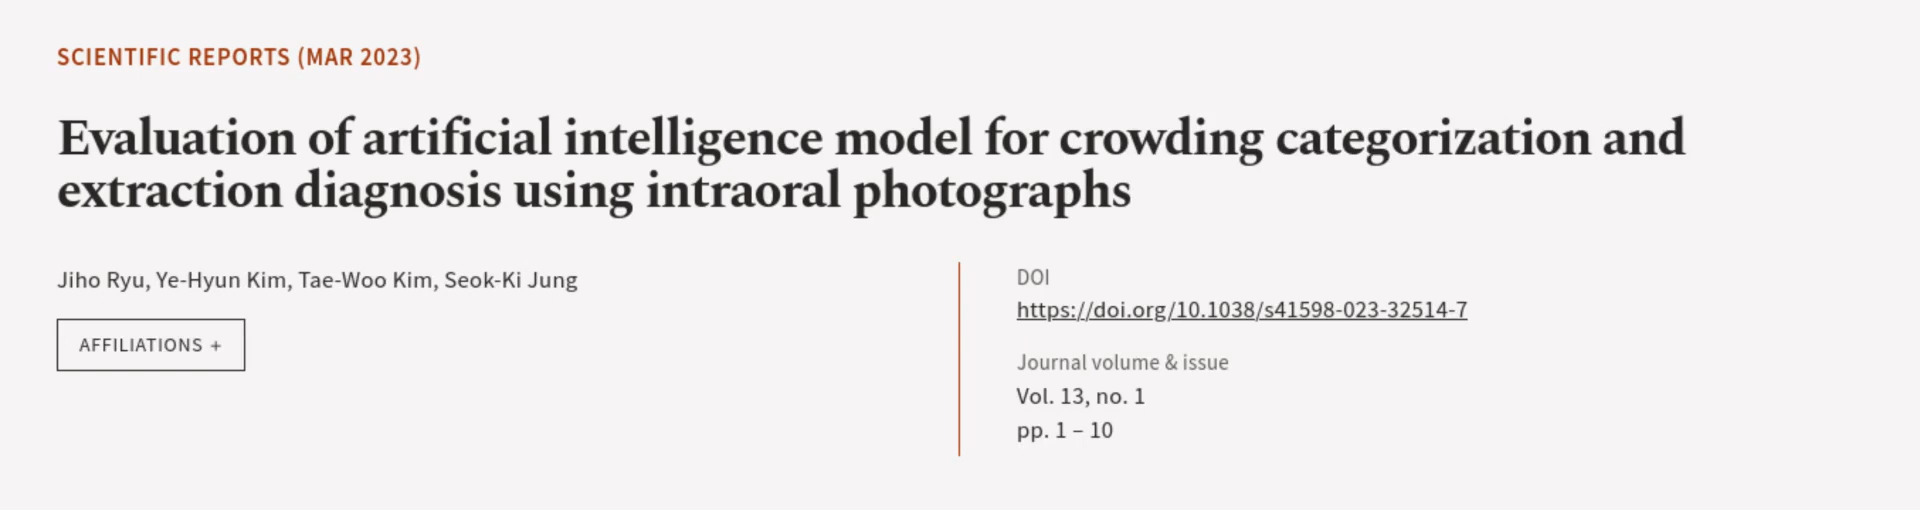 SCIENTIFIC REPORTS (MAR 2023)
Evaluation of artificial intelligence model for crowding categorization and
extraction diagnosis using intraoral photographs
Jiho Ryu, Ye-Hyun Kim, Tae-Woo Kim, Seok-Ki Jung
AFFILIATIONS +
DOI
https://doi.org/10.1038/s41598-023-32514-7
Journal volume & issue
Vol. 13, no. 1
pp. 1 – 10